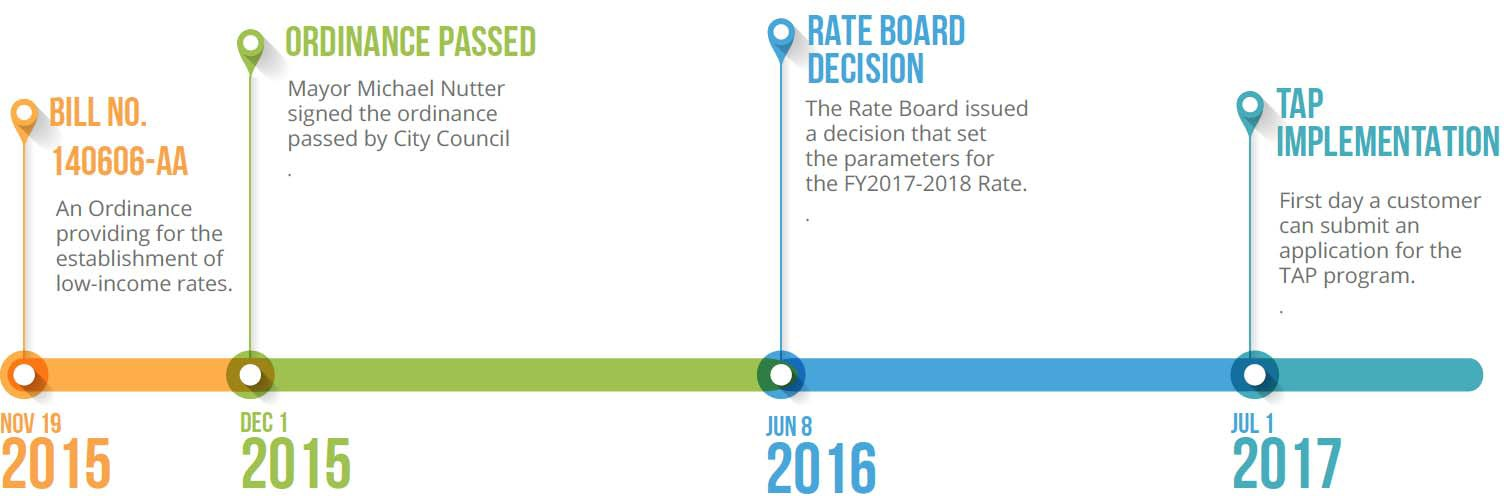 BILL NO.
140606-AA
An Ordinance
providing for the
establishment of
low-income rates.
NOV 19
2015
ORDINANCE PASSED
Mayor Michael Nutter
signed the ordinance
passed by City Council
.
DEC 1
2015
RATE BOARD
DECISION
The Rate Board issued
a decision that set
the parameters for
the FY2017-2018 Rate.
.
JUN 8
2016
TAP
IMPLEMENTATION
First day a customer
can submit an
application for the
TAP program.
.
JUL 1
2017